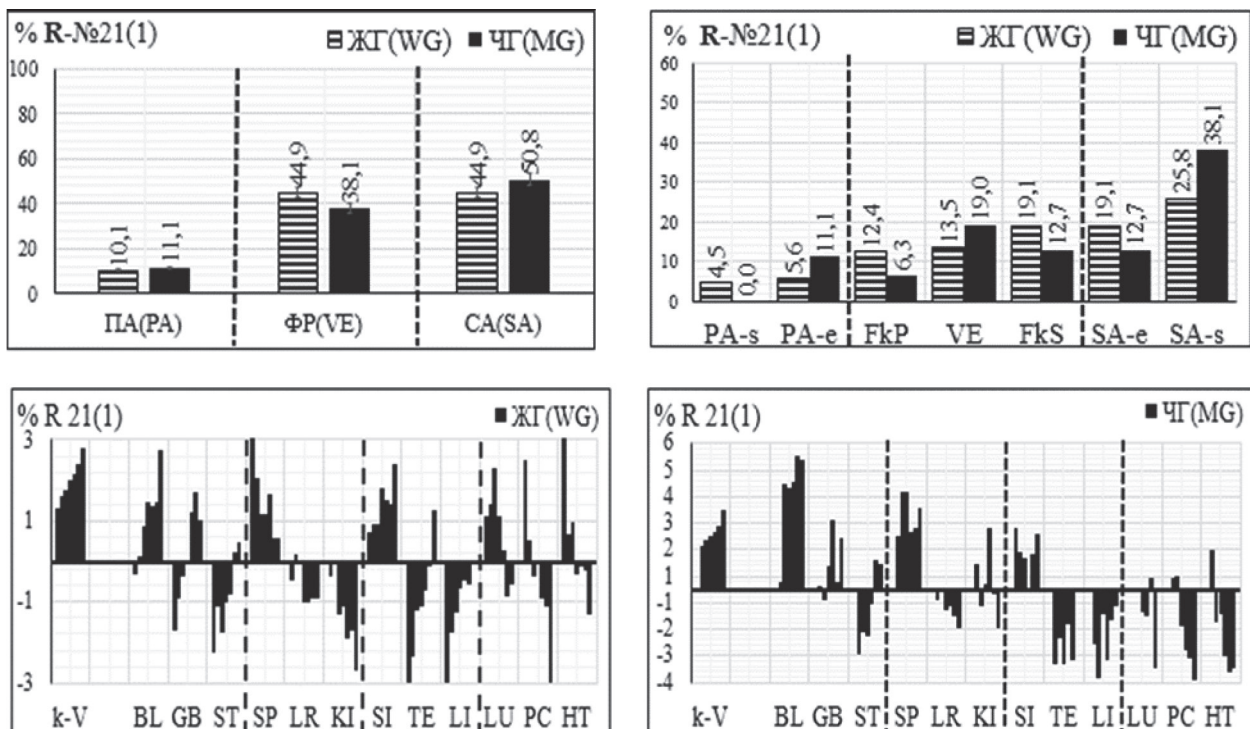 % R-№21(1) ЖГ(WG) ЧГ(MG)
100
80
60
40
20
0
10,1 11,1 44,9 38,1 44,9 50,8
ПА(PA) ФР(VE) СА(SA)
% R-№21(1) ЖГ(WG) ЧГ(MG)
60
50
40
30
20
10
0
4,5 0,0 5,6 11,1 12,4 6,3 13,5 19,0 19,1 12,7 19,1 12,7 25,8 38,1
PA-s PA-e FkP VE FkS SA-e SA-s
% R 21(1) ЖГ(WG)
3
1
-1
-3
k-V BL GB ST SP LR KI SI TE LI LU PC HT
% R 21(1) ЧГ(MG)
6
5
4
3
2
1
-1
-2
-3
-4
k-V BL GB ST SP LR KI SI TE LI LU PC HT